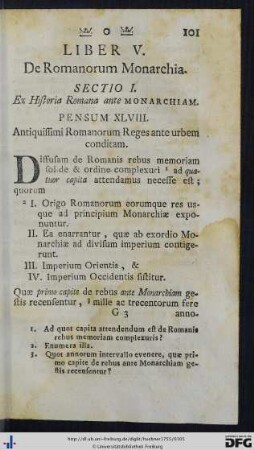 O 101
LIBER V.
De Romanorum Monarchia.
SECTIO I.
Ex Historia Romana ante MONARCHIAM.
PENSUM XLVIII.
Antiquissimi Romanorum Reges ante urbem
conditam.
Diffusam de Romanis rebus memoriam
solide & ordine complexuri ¹ ad qua-
tuor capita attendamus necesse est;
quorum
² I. Origo Romanorum eorumque res us-
que ad principium Monarchiæ expo-
nuntur.
II. Ea enarrantur, quæ ab exordio Mo-
narchiæ ad divisum imperium contige-
runt.
III. Imperium Orientis, &
IV. Imperium Occidentis sistitur.
Quæ primo capite de rebus ante Monarchiam ge-
stis recensentur, ³ mille ac trecentorum fere
G 3 anno-
1. Ad quot capita attendendum est de Romanis
rebus memoriam complexuro?
2. Enumera illa.
3. Quot annorum intervallo evenere, quæ pri-
mo capite de rebus ante Monarchiam ge-
stis recensentur?
http://dl.ub.uni-freiburg.de/diglit/huebner1755/0305
© Universitätsbibliothek Freiburg